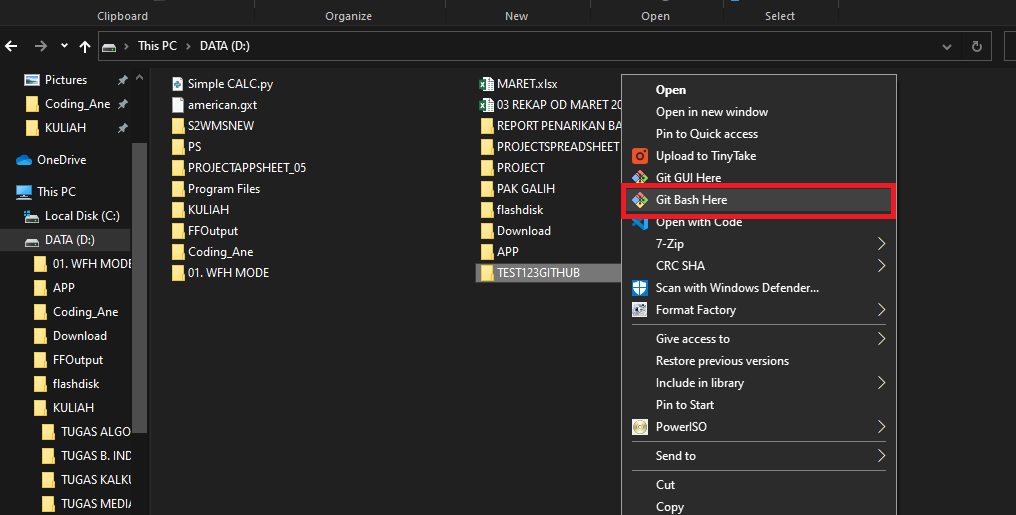 Clipboard
Organize
New
Open
Select
This PC
DATA (D:)
Pictures
Coding_Ane
KULIAH
OneDrive
This PC
Local Disk (C:)
DATA (D:)
01. WFH MODE
APP
Coding_Ane
Download
FFOutput
flashdisk
KULIAH
TUGAS ALGO
TUGAS B. IND
TUGAS KALKU
TUGAS MEDIA
Simple CALC.py
american.gxt
S2WMSNEW
PS
PROJECTAPPSHEET_05
Program Files
KULIAH
FFOutput
Coding_Ane
01. WFH MODE
MARET.xlsx
03 REKAP OD MARET 20
REPORT PENARIKAN BA
PROJECTSPREADSHEET
PROJECT
PAK GALIH
flashdisk
Download
APP
TEST123GITHUB
Open
Open in new window
Pin to Quick access
Upload to TinyTake
Git GUI Here
Git Bash Here
Open with Code
7-Zip
CRC SHA
Scan with Windows Defender...
Format Factory
Give access to
Restore previous versions
Include in library
Pin to Start
PowerISO
Send to
Cut
Copy